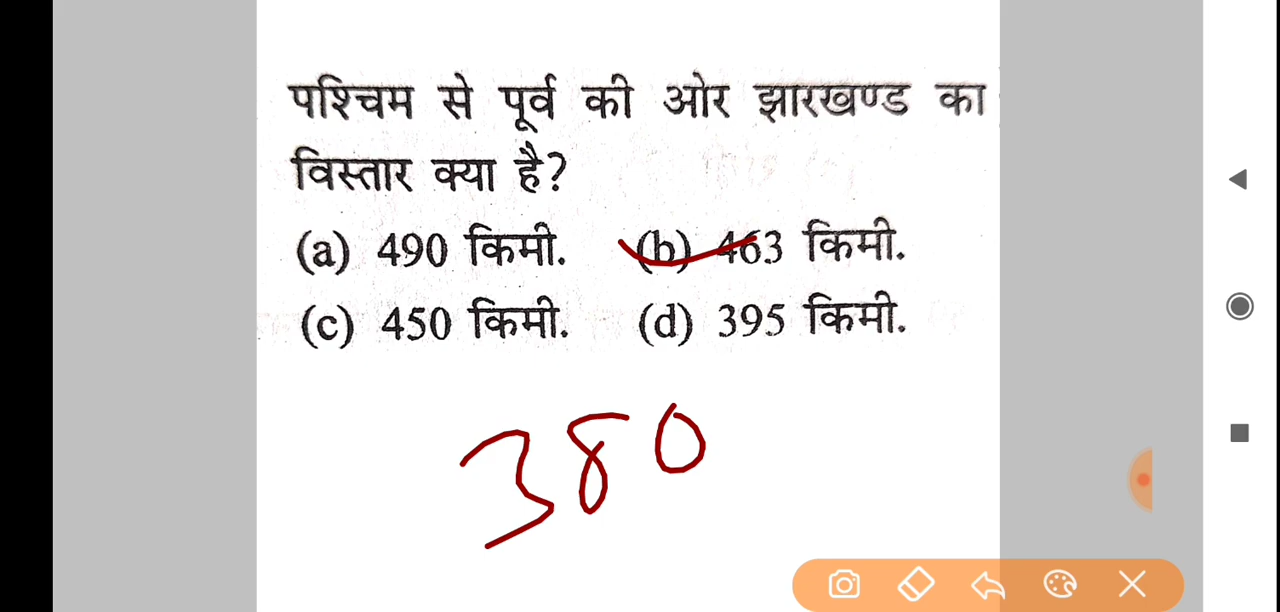 पश्चिम से पूर्व की ओर झारखण्ड का
विस्तार क्या है?
(a) 490 किमी. (b) 463 किमी.
(c) 450 किमी. (d) 395 किमी.
380